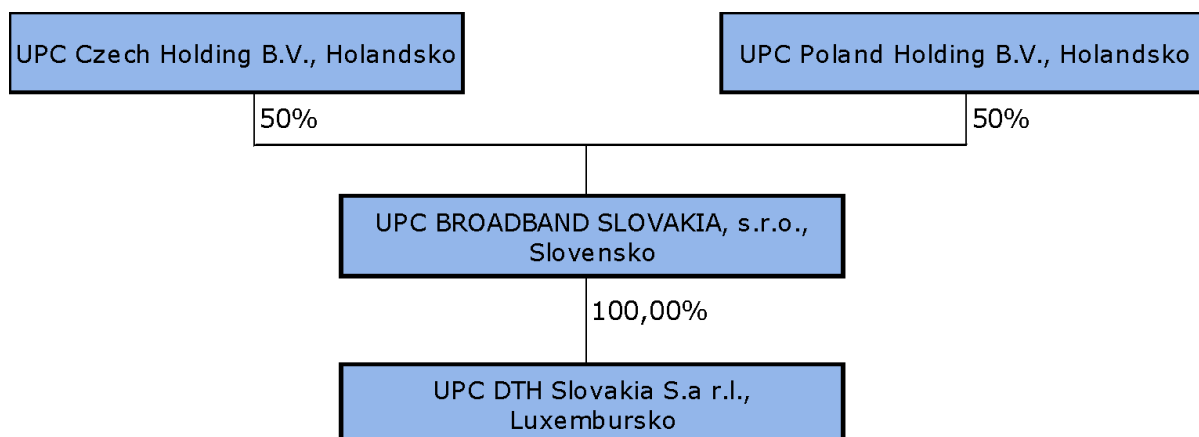 UPC Czech Holding B.V., Holandsko
UPC Poland Holding B.V., Holandsko
50%
50%
UPC BROADBAND SLOVAKIA, s.r.o.,
Slovensko
100,00%
UPC DTH Slovakia S.a r.l.,
Luxembursko